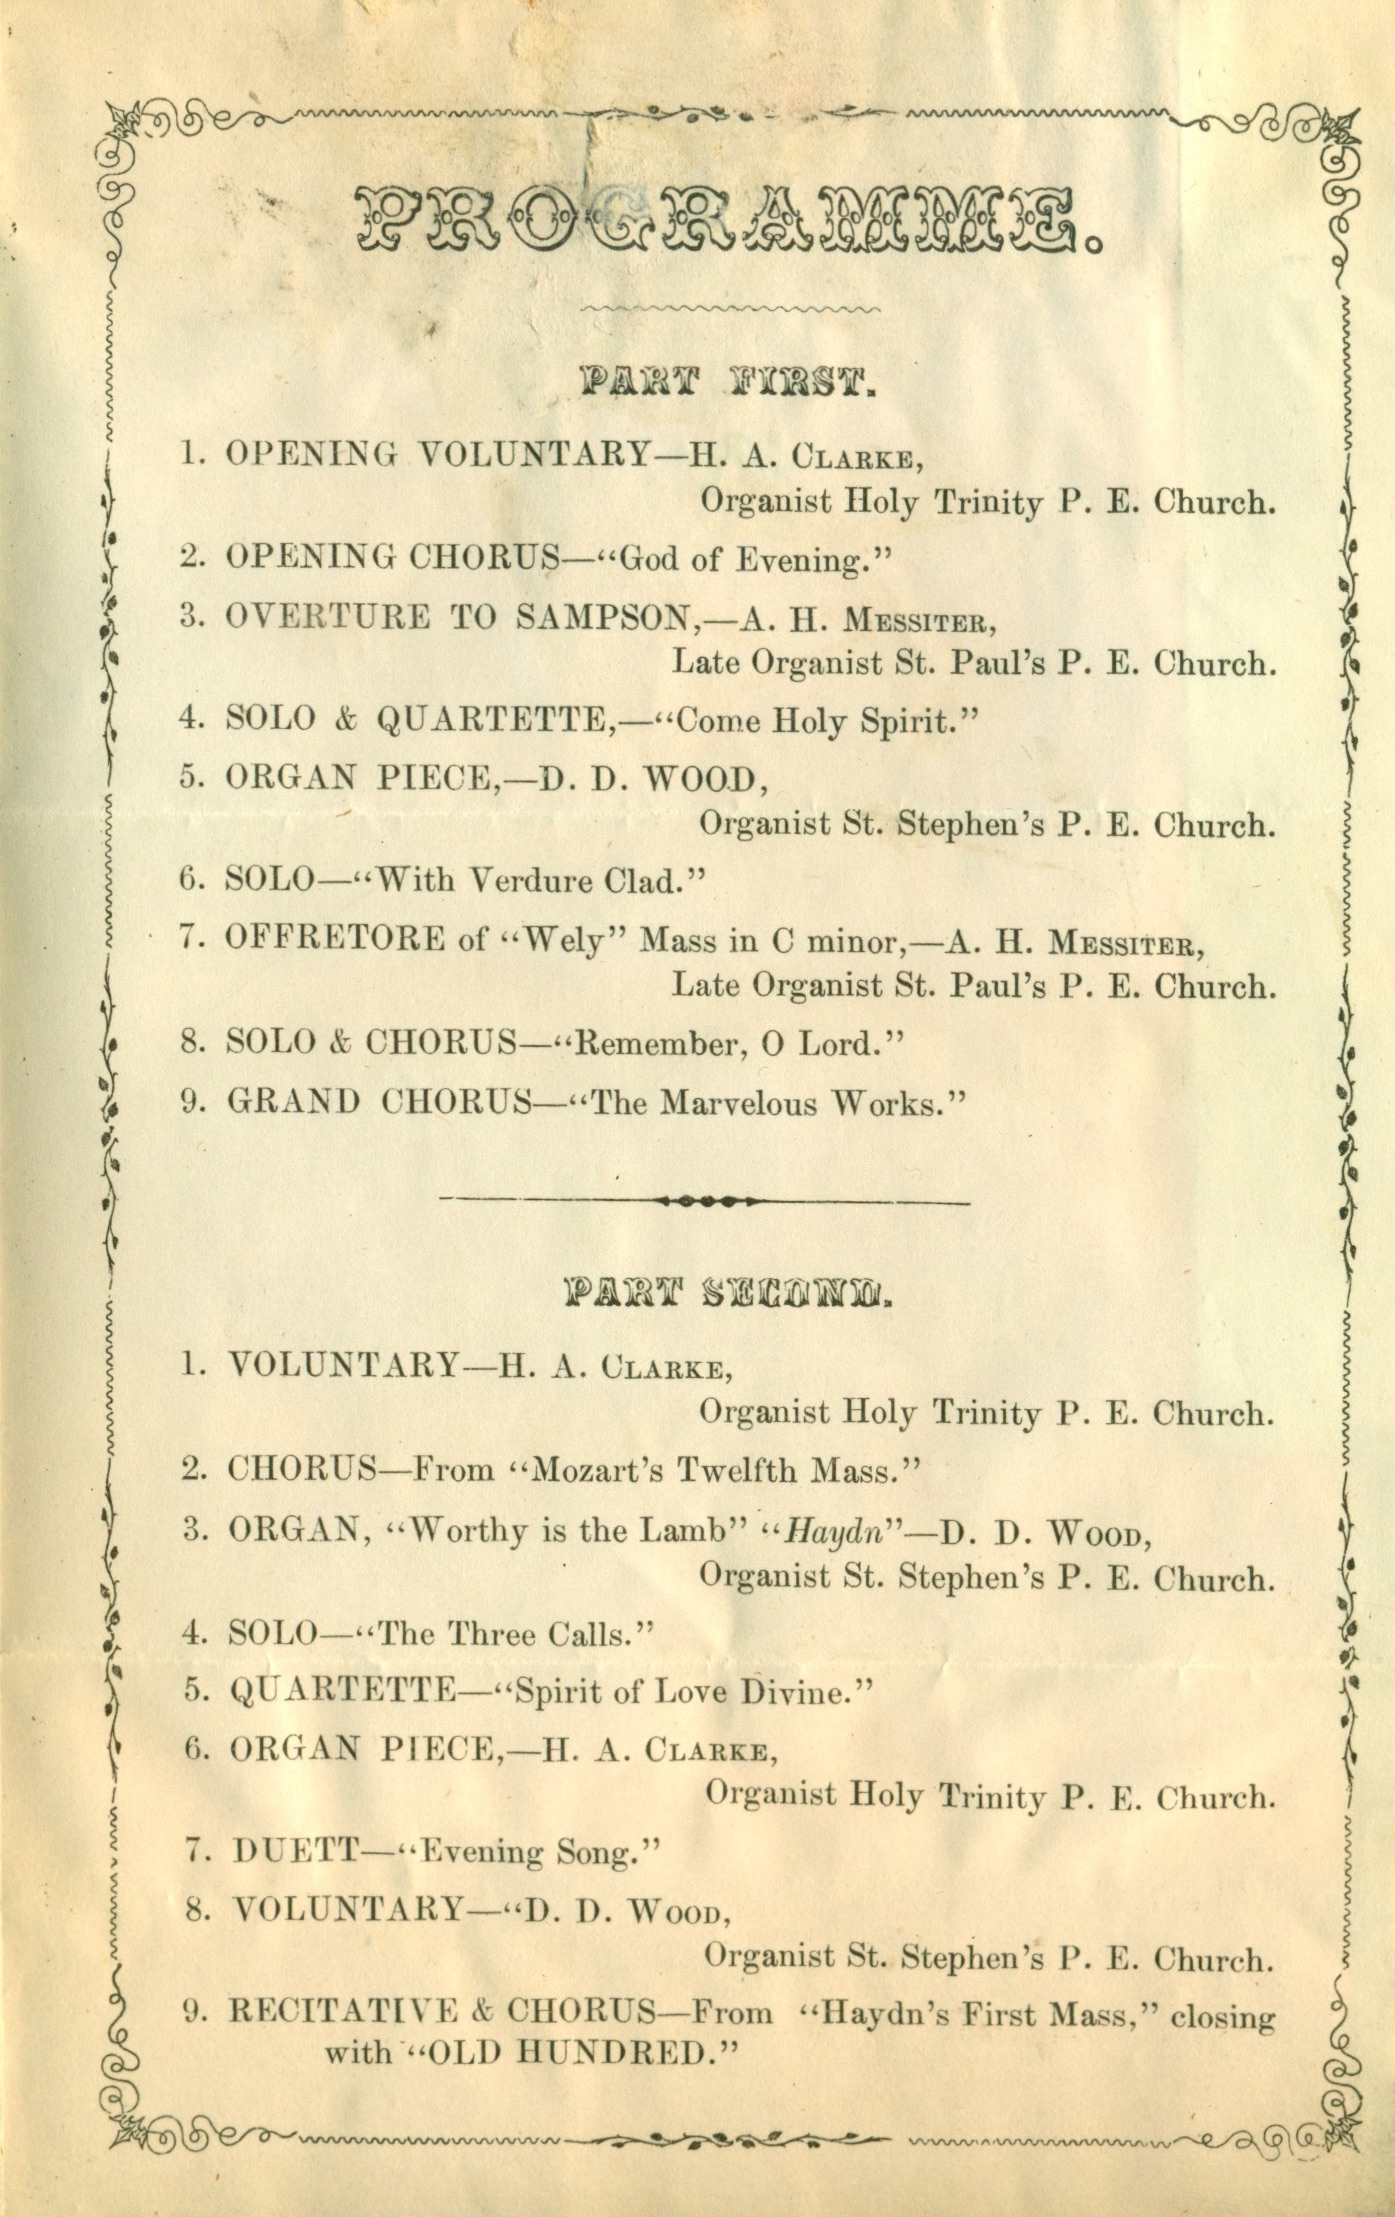 PROGRAMME.
PART FIRST.
1. OPENING VOLUNTARY—H. A. CLARKE,
Organist Holy Trinity P. E. Church.
2. OPENING CHORUS—“God of Evening.”
3. OVERTURE TO SAMPSON,—A. H. MESSITER,
Late Organist St. Paul’s P. E. Church.
4. SOLO & QUARTETTE,—“Come Holy Spirit.”
5. ORGAN PIECE,—D. D. WOOD,
Organist St. Stephen’s P. E. Church.
6. SOLO—“With Verdure Clad.”
7. OFFRETORE of “Wely” Mass in C minor,—A. H. MESSITER,
Late Organist St. Paul’s P. E. Church.
8. SOLO & CHORUS—“Remember, O Lord.”
9. GRAND CHORUS—“The Marvelous Works.”
PART SECOND.
1. VOLUNTARY—H. A. CLARKE,
Organist Holy Trinity P. E. Church.
2. CHORUS—From “Mozart’s Twelfth Mass.”
3. ORGAN, “Worthy is the Lamb” “Haydn”—D. D. WOOD,
Organist St. Stephen’s P. E. Church.
4. SOLO—“The Three Calls.”
5. QUARTETTE—“Spirit of Love Divine.”
6. ORGAN PIECE,—H. A. CLARKE,
Organist Holy Trinity P. E. Church.
7. DUETT—“Evening Song.”
8. VOLUNTARY—“D. D. WOOD,
Organist St. Stephen’s P. E. Church.
9. RECITATIVE & CHORUS—From “Haydn’s First Mass,” closing
with “OLD HUNDRED.”